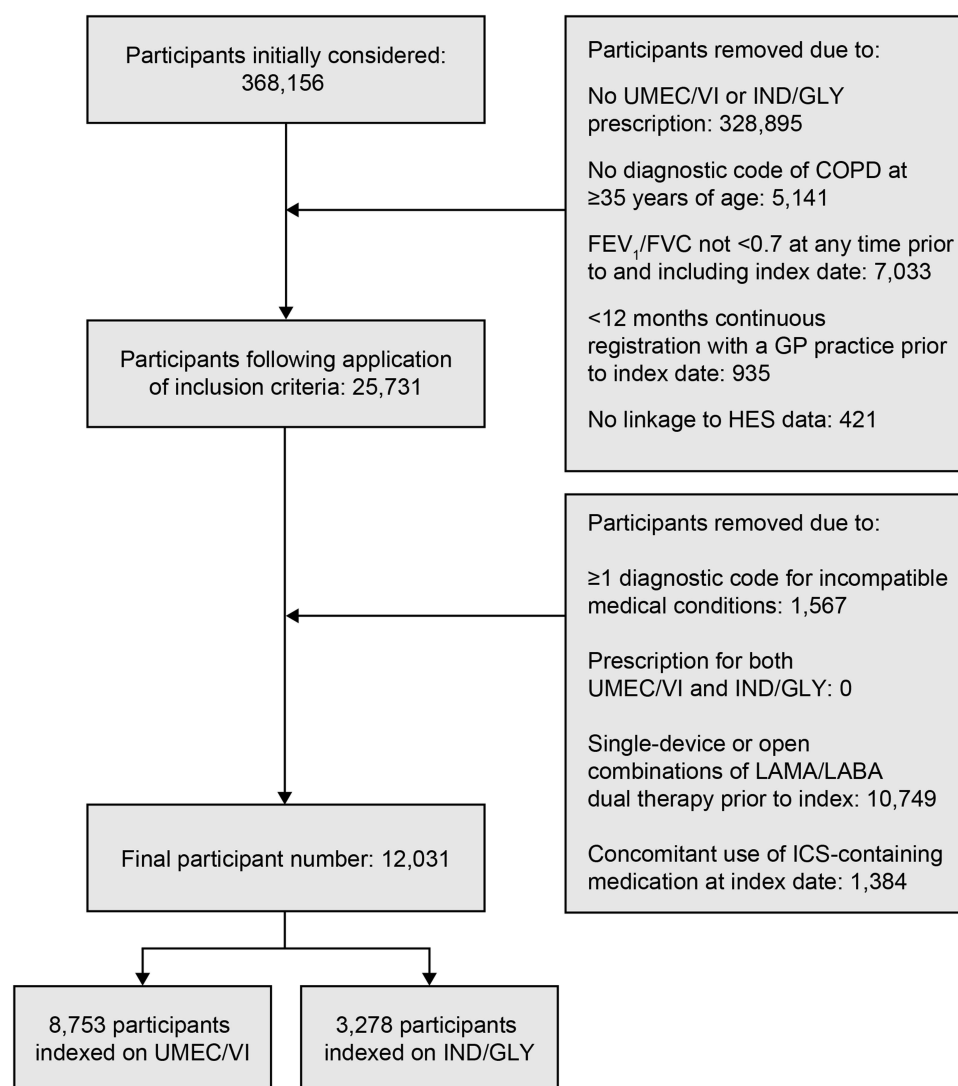 Participants initially considered:
368,156
Participants removed due to:
No UMEC/VI or IND/GLY
prescription: 328,895
No diagnostic code of COPD at
≥35 years of age: 5,141
FEV₁/FVC not <0.7 at any time prior
to and including index date: 7,033
<12 months continuous
registration with a GP practice prior
to index date: 935
No linkage to HES data: 421
Participants following application
of inclusion criteria: 25,731
Participants removed due to:
≥1 diagnostic code for incompatible
medical conditions: 1,567
Prescription for both
UMEC/VI and IND/GLY: 0
Single-device or open
combinations of LAMA/LABA
dual therapy prior to index: 10,749
Concomitant use of ICS-containing
medication at index date: 1,384
Final participant number: 12,031
8,753 participants
indexed on UMEC/VI
3,278 participants
indexed on IND/GLY